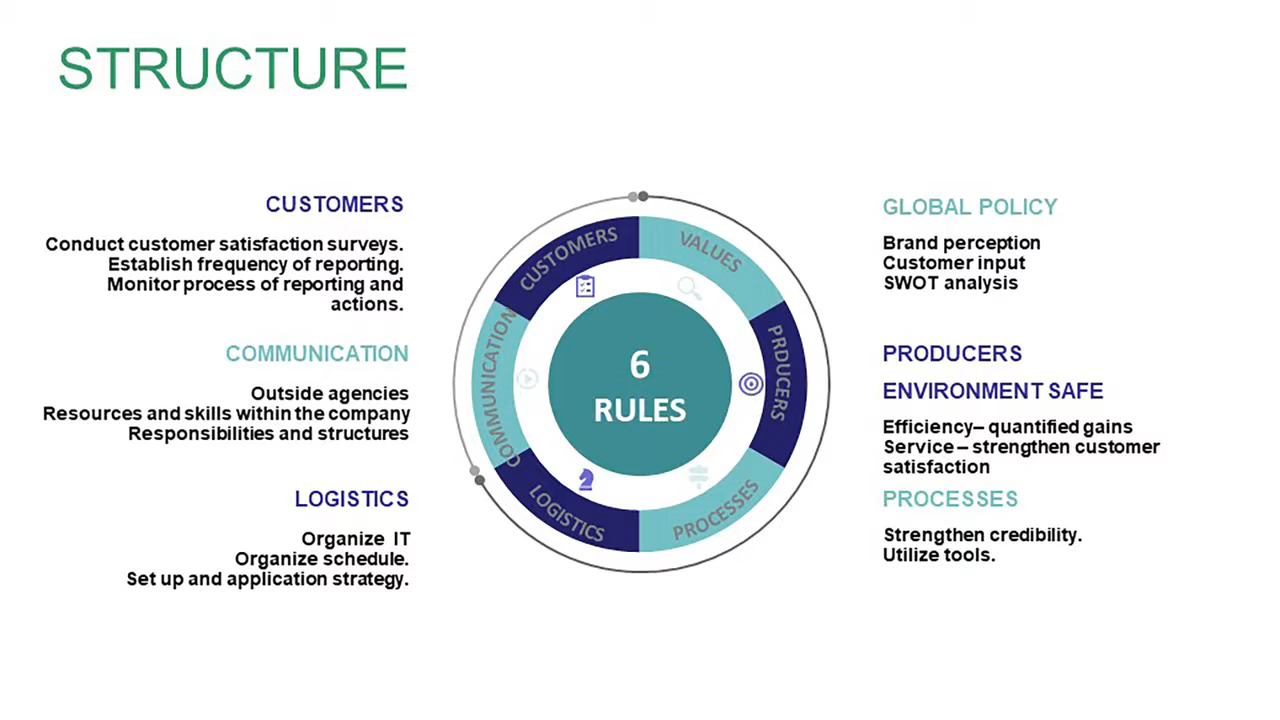 STRUCTURE
CUSTOMERS
Conduct customer satisfaction surveys.
Establish frequency of reporting.
Monitor process of reporting and
actions.
COMMUNICATION
Outside agencies
Resources and skills within the company
Responsibilities and structures
LOGISTICS
Organize IT
Organize schedule.
Set up and application strategy.
CUSTOMERS
VALUES
PRDUCERS
PROCESSES
LOGISTICS
COMMUNICATION
6
RULES
GLOBAL POLICY
Brand perception
Customer input
SWOT analysis
PRODUCERS
ENVIRONMENT SAFE
Efficiency– quantified gains
Service – strengthen customer
satisfaction
PROCESSES
Strengthen credibility.
Utilize tools.